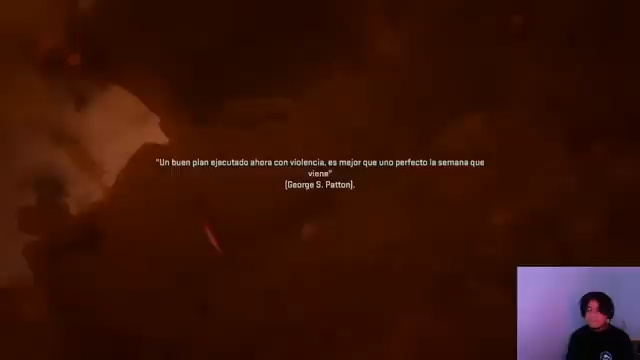 "Un buen plan ejecutado ahora con violencia, es mejor que uno perfecto la semana que
viene"
(George S. Patton).